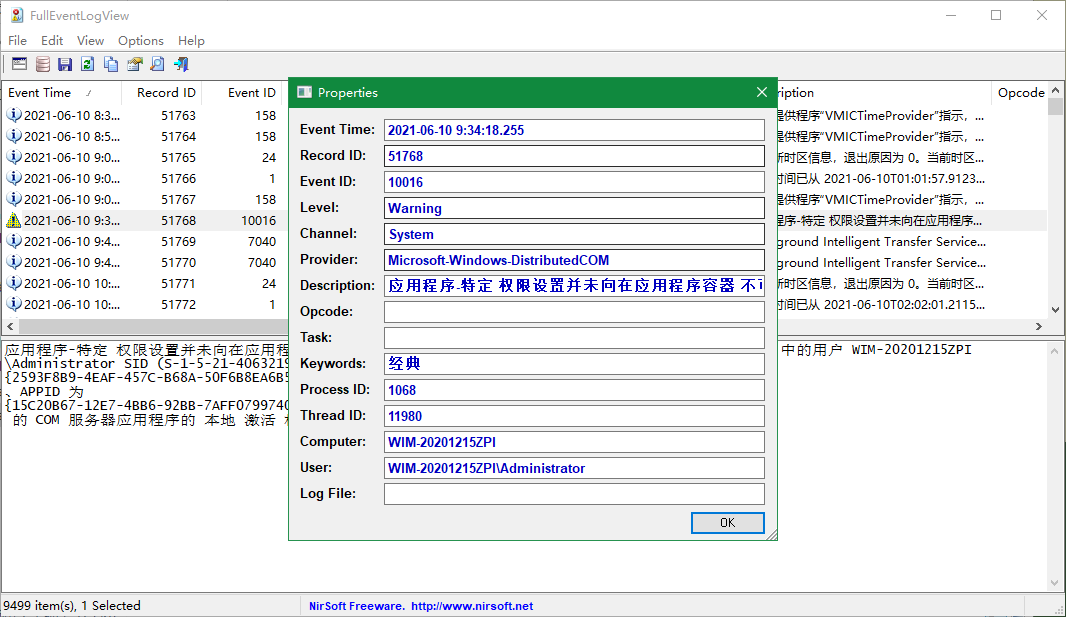 FullEventLogView
File Edit View Options Help
Event Time Record ID Event ID ription Opcode
2021-06-10 8:3... 51763 158 提供程序“VMICTimeProvider”指示，...
2021-06-10 8:5... 51764 158 提供程序“VMICTimeProvider”指示，...
2021-06-10 9:0... 51765 24 新时区信息，退出原因为 0。当前时区...
2021-06-10 9:0... 51766 1 时间已从 2021-06-10T01:01:57.9123...
2021-06-10 9:0... 51767 158 提供程序“VMICTimeProvider”指示，...
2021-06-10 9:3... 51768 10016 程序-特定 权限设置并未向在应用程序...
2021-06-10 9:4... 51769 7040 ground Intelligent Transfer Service...
2021-06-10 9:4... 51770 7040 ground Intelligent Transfer Service...
2021-06-10 10:... 51771 24 新时区信息，退出原因为 0。当前时区...
2021-06-10 10:... 51772 1 时间已从 2021-06-10T02:02:01.2115...
应用程序-特定 权限设置并未向在应用程 中的用户 WIM-20201215ZPI
\Administrator SID (S-1-5-21-4063219
{2593F8B9-4EAF-457C-B68A-50F6B8EA6B5
、APPID 为
{15C20B67-12E7-4BB6-92BB-7AFF0799740
的 COM 服务器应用程序的 本地 激活
Properties
Event Time: 2021-06-10 9:34:18.255
Record ID: 51768
Event ID: 10016
Level: Warning
Channel: System
Provider: Microsoft-Windows-DistributedCOM
Description: 应用程序-特定 权限设置并未向在应用程序容器 不
Opcode:
Task:
Keywords: 经典
Process ID: 1068
Thread ID: 11980
Computer: WIM-20201215ZPI
User: WIM-20201215ZPI\Administrator
Log File:
OK
9499 item(s), 1 Selected NirSoft Freeware. http://www.nirsoft.net